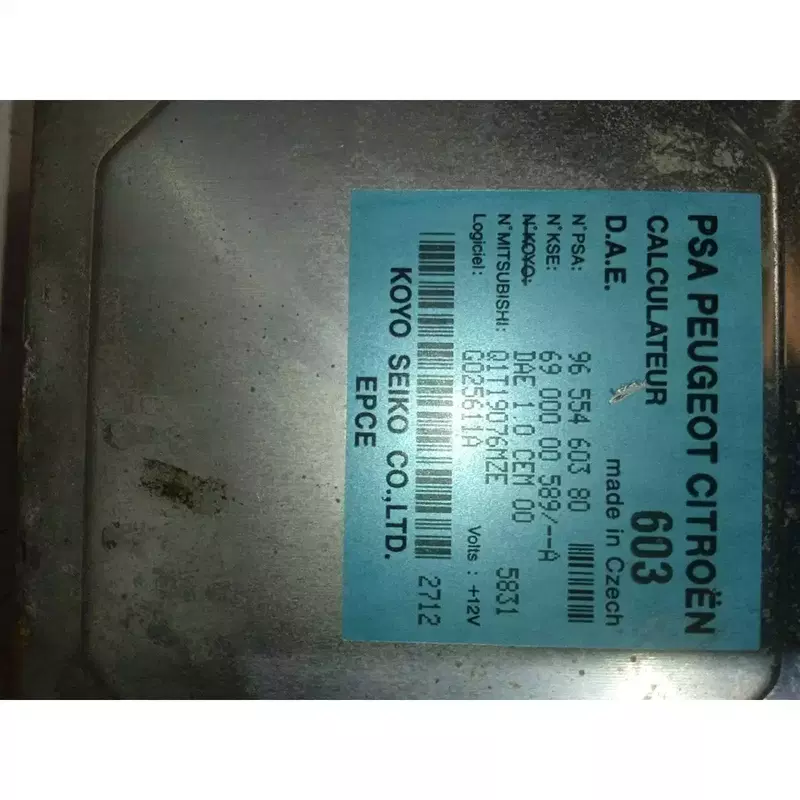 PSA PEUGEOT CITROËN
CALCULATEUR 603
D.A.E. made in Czech
N°PSA: 96 554 603 80
N°KSE: 69 000 00 589/--A
N°KOYO: DAE 1.0 CEM 00
N°MITSUBISHI: Q1T19076MZE 5831
Logiciel: G025611A Volts : +12V
2712
KOYO SEIKO CO.,LTD.
EPCE